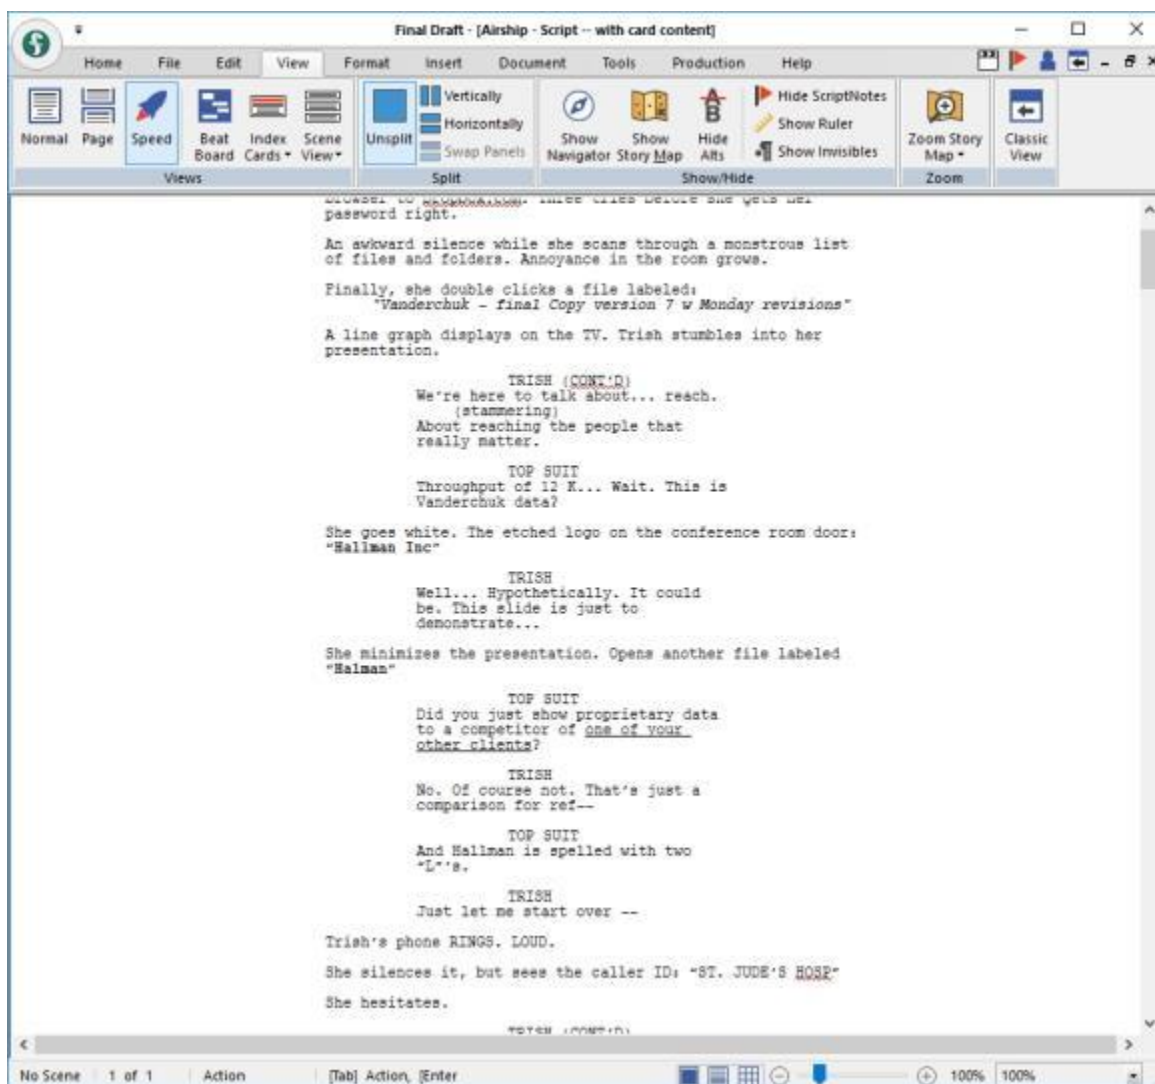 Final Draft - [Airship - Script -- with card content]
Home File Edit View Format Insert Document Tools Production Help
Normal Page Speed Beat Board Index Cards Scene View
Views
Unsplit Vertically Horizontally Swap Panels
Split
Show Navigator Show Story Map Hide Alts Hide ScriptNotes Show Ruler Show Invisibles
Show/Hide
Zoom Story Map
Zoom
Classic View
password right.
An awkward silence while she scans through a monstrous list
of files and folders. Annoyance in the room grows.
Finally, she double clicks a file labeled:
"Vanderchuk - final Copy version 7 w Monday revisions"
A line graph displays on the TV. Trish stumbles into her
presentation.
TRISH (CONT'D)
We're here to talk about... reach.
(stammering)
About reaching the people that
really matter.
TOP SUIT
Throughput of 12 K... Wait. This is
Vanderchuk data?
She goes white. The etched logo on the conference room door:
"Hallman Inc"
TRISH
Well... Hypothetically. It could
be. This slide is just to
demonstrate...
She minimizes the presentation. Opens another file labeled
"Halman"
TOP SUIT
Did you just show proprietary data
to a competitor of one of your
other clients?
TRISH
No. Of course not. That's just a
comparison for ref--
TOP SUIT
And Hallman is spelled with two
"L"'s.
TRISH
Just let me start over --
Trish's phone RINGS. LOUD.
She silences it, but sees the caller ID: "ST. JUDE'S HOSP"
She hesitates.
TRISH (CONT'D)
No Scene 1 of 1 Action [Tab] Action, [Enter 100% 100%